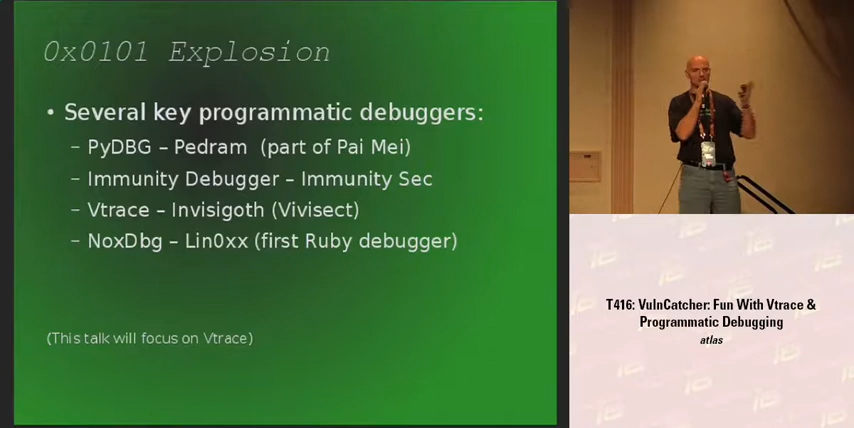 0x0101 Explosion
• Several key programmatic debuggers:
– PyDBG – Pedram (part of Pai Mei)
– Immunity Debugger – Immunity Sec
– Vtrace – Invisigoth (Vivisect)
– NoxDbg – Lin0xx (first Ruby debugger)
(This talk will focus on Vtrace)
T416: VulnCatcher: Fun With Vtrace &
Programmatic Debugging
atlas